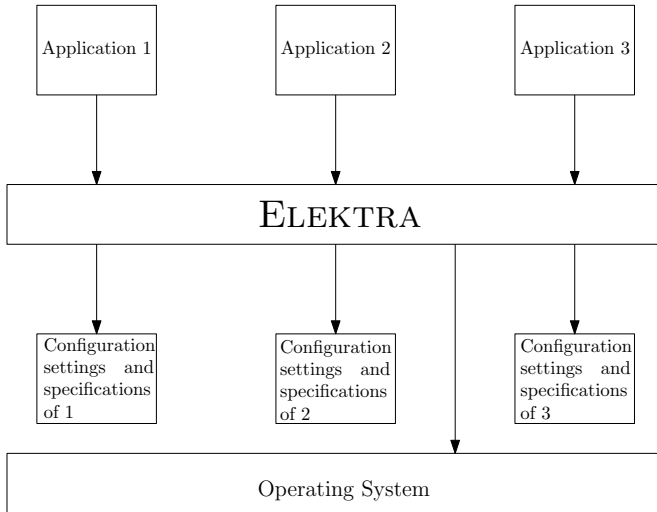 Application 1
Application 2
Application 3
ELEKTRA
Configuration
settings and
specifications
of 1
Configuration
settings and
specifications
of 2
Configuration
settings and
specifications
of 3
Operating System